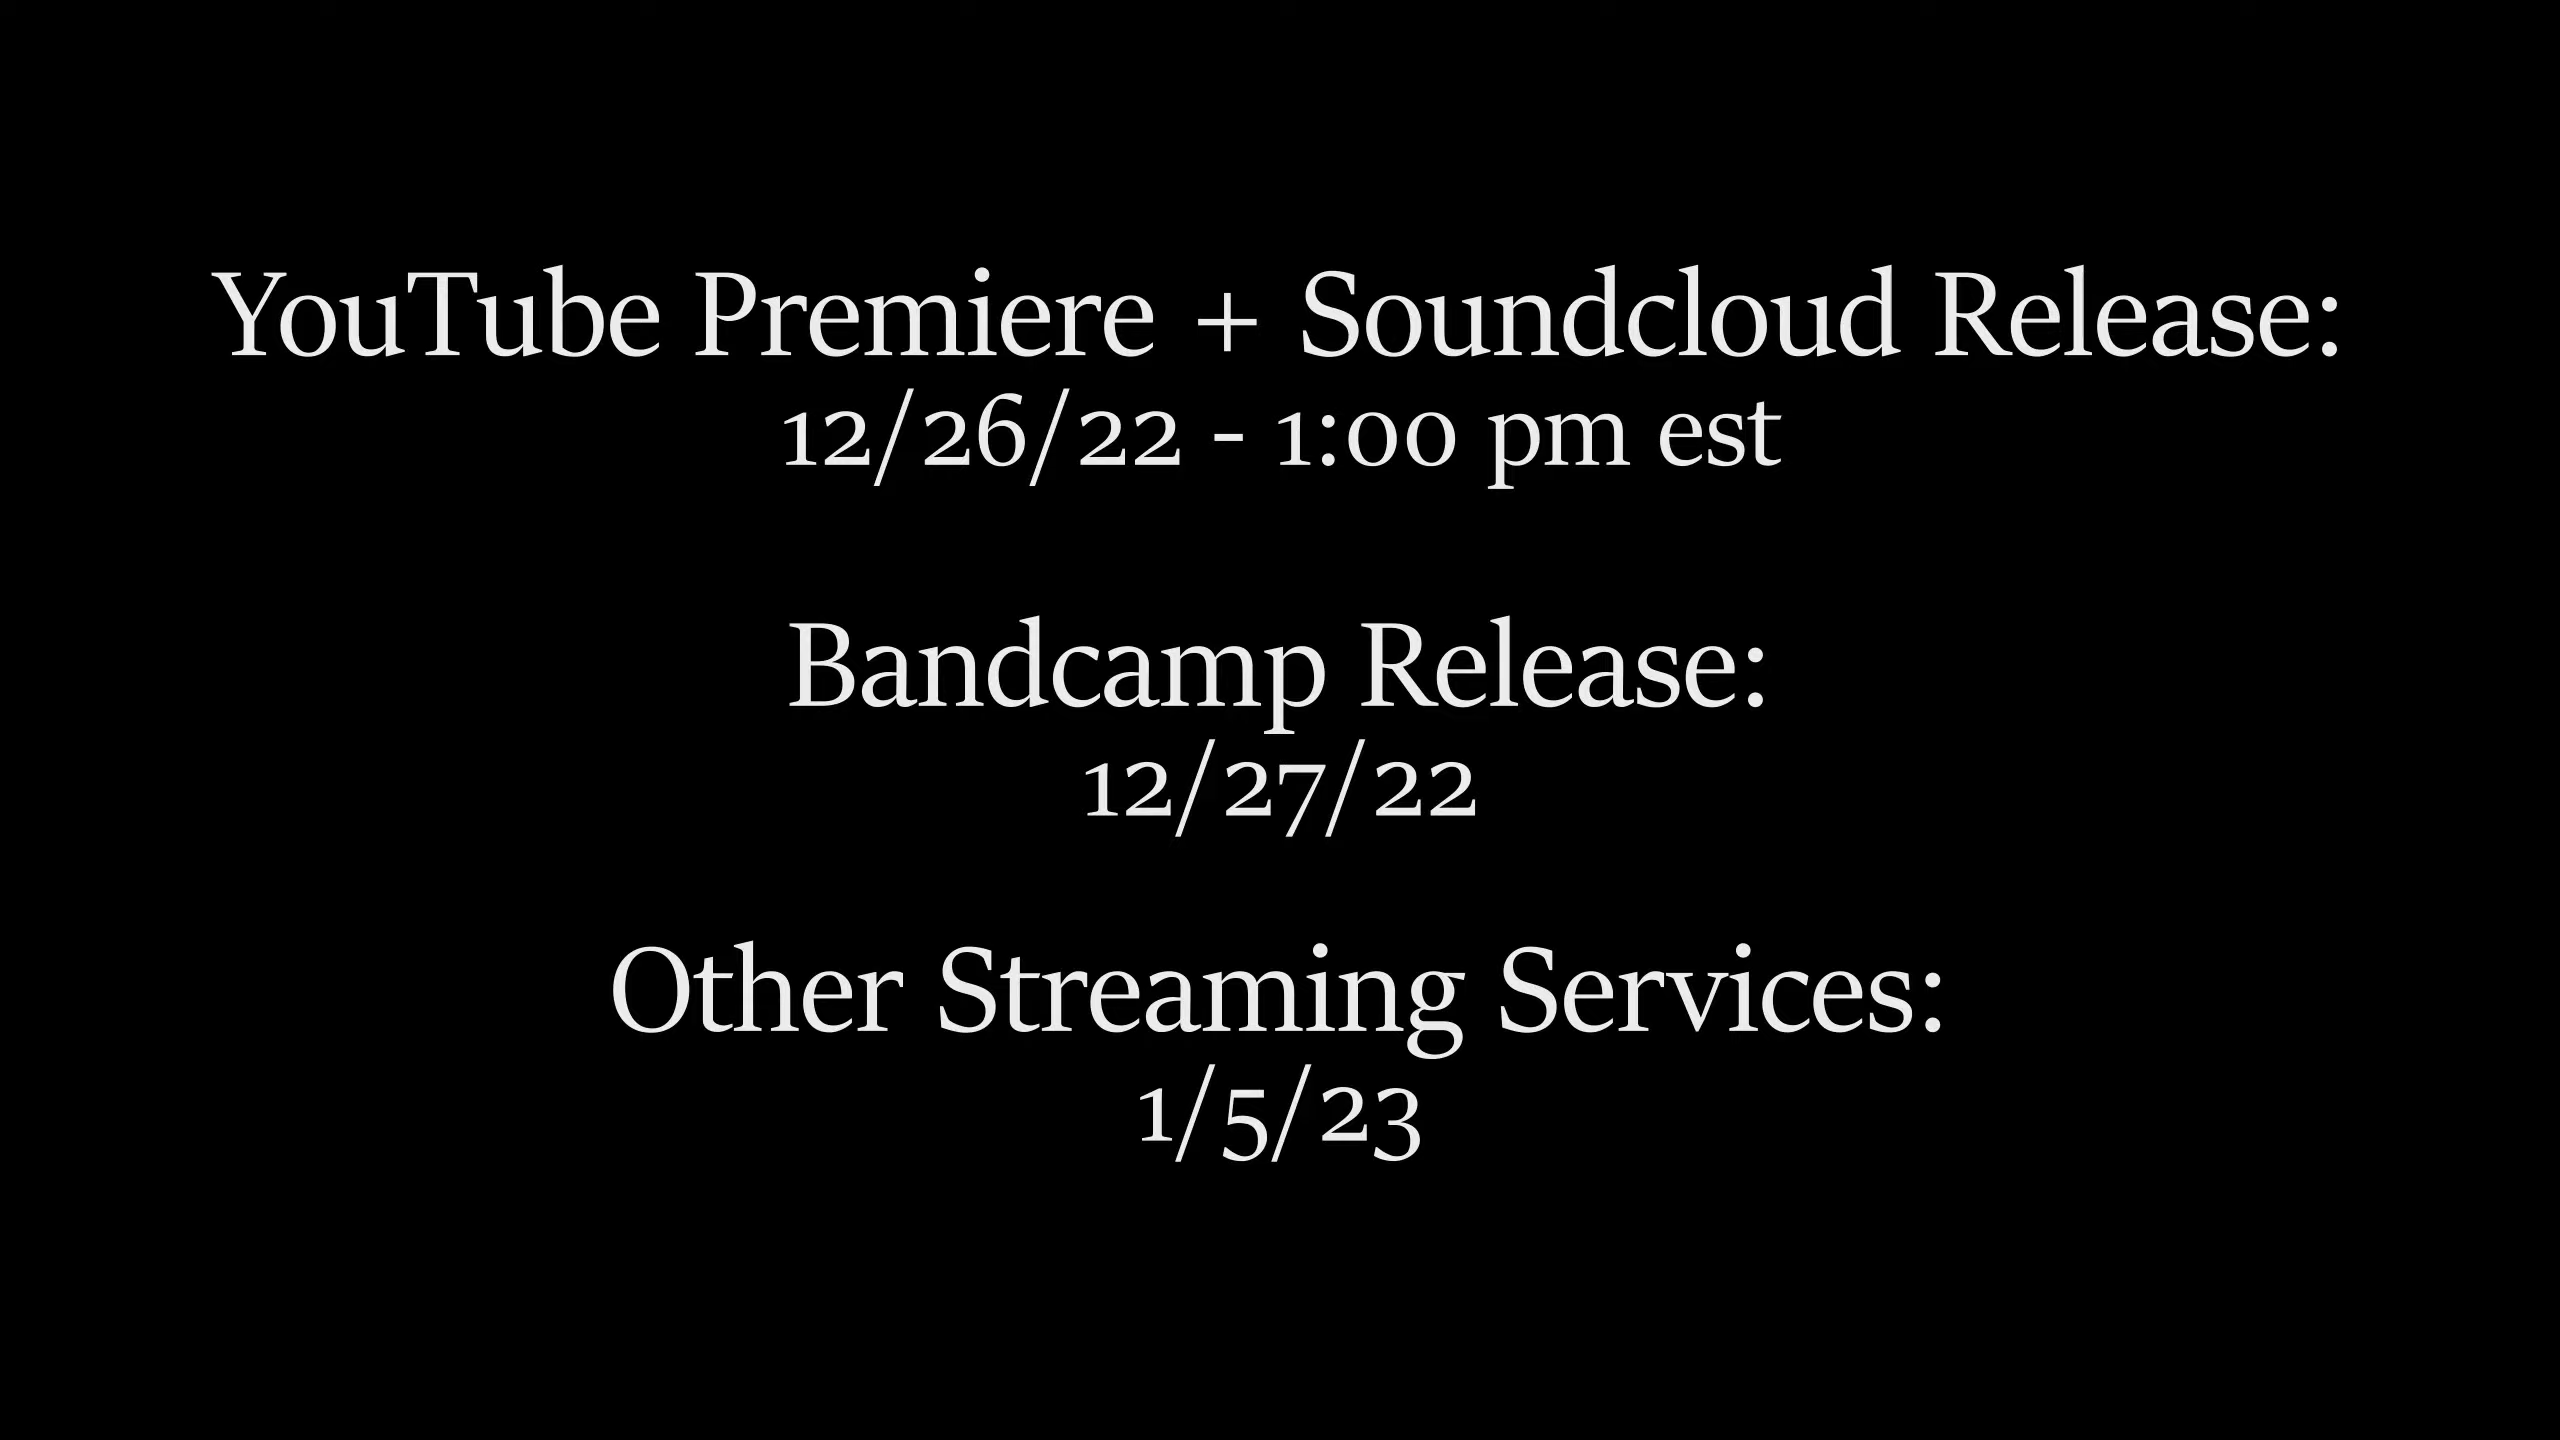 YouTube Premiere + Soundcloud Release:
12/26/22 - 1:00 pm est
Bandcamp Release:
12/27/22
Other Streaming Services:
1/5/23